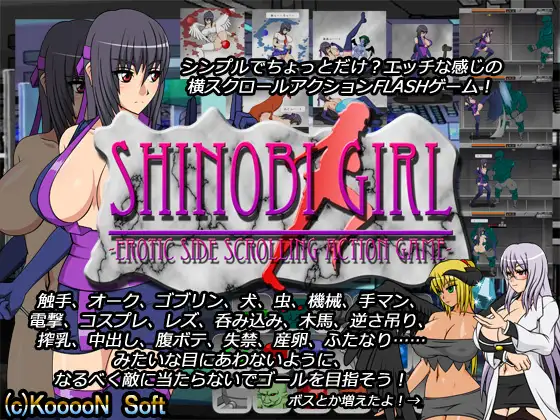 シンプルでちょっとだけ？エッチな感じの
横スクロールアクションFLASHゲーム！
SHINOBI GIRL
-EROTIC SIDE SCROLLING ACTION GAME-
触手、オーク、ゴブリン、犬、虫、機械、手マン、
電撃、コスプレ、レズ、呑み込み、木馬、逆さ吊り、
搾乳、中出し、腹ボテ、失禁、産卵、ふたなり……
みたいな目にあわないように、
なるべく敵に当たらないでゴールを目指そう！
ボスとか増えたよ！→
(c)KooooN Soft